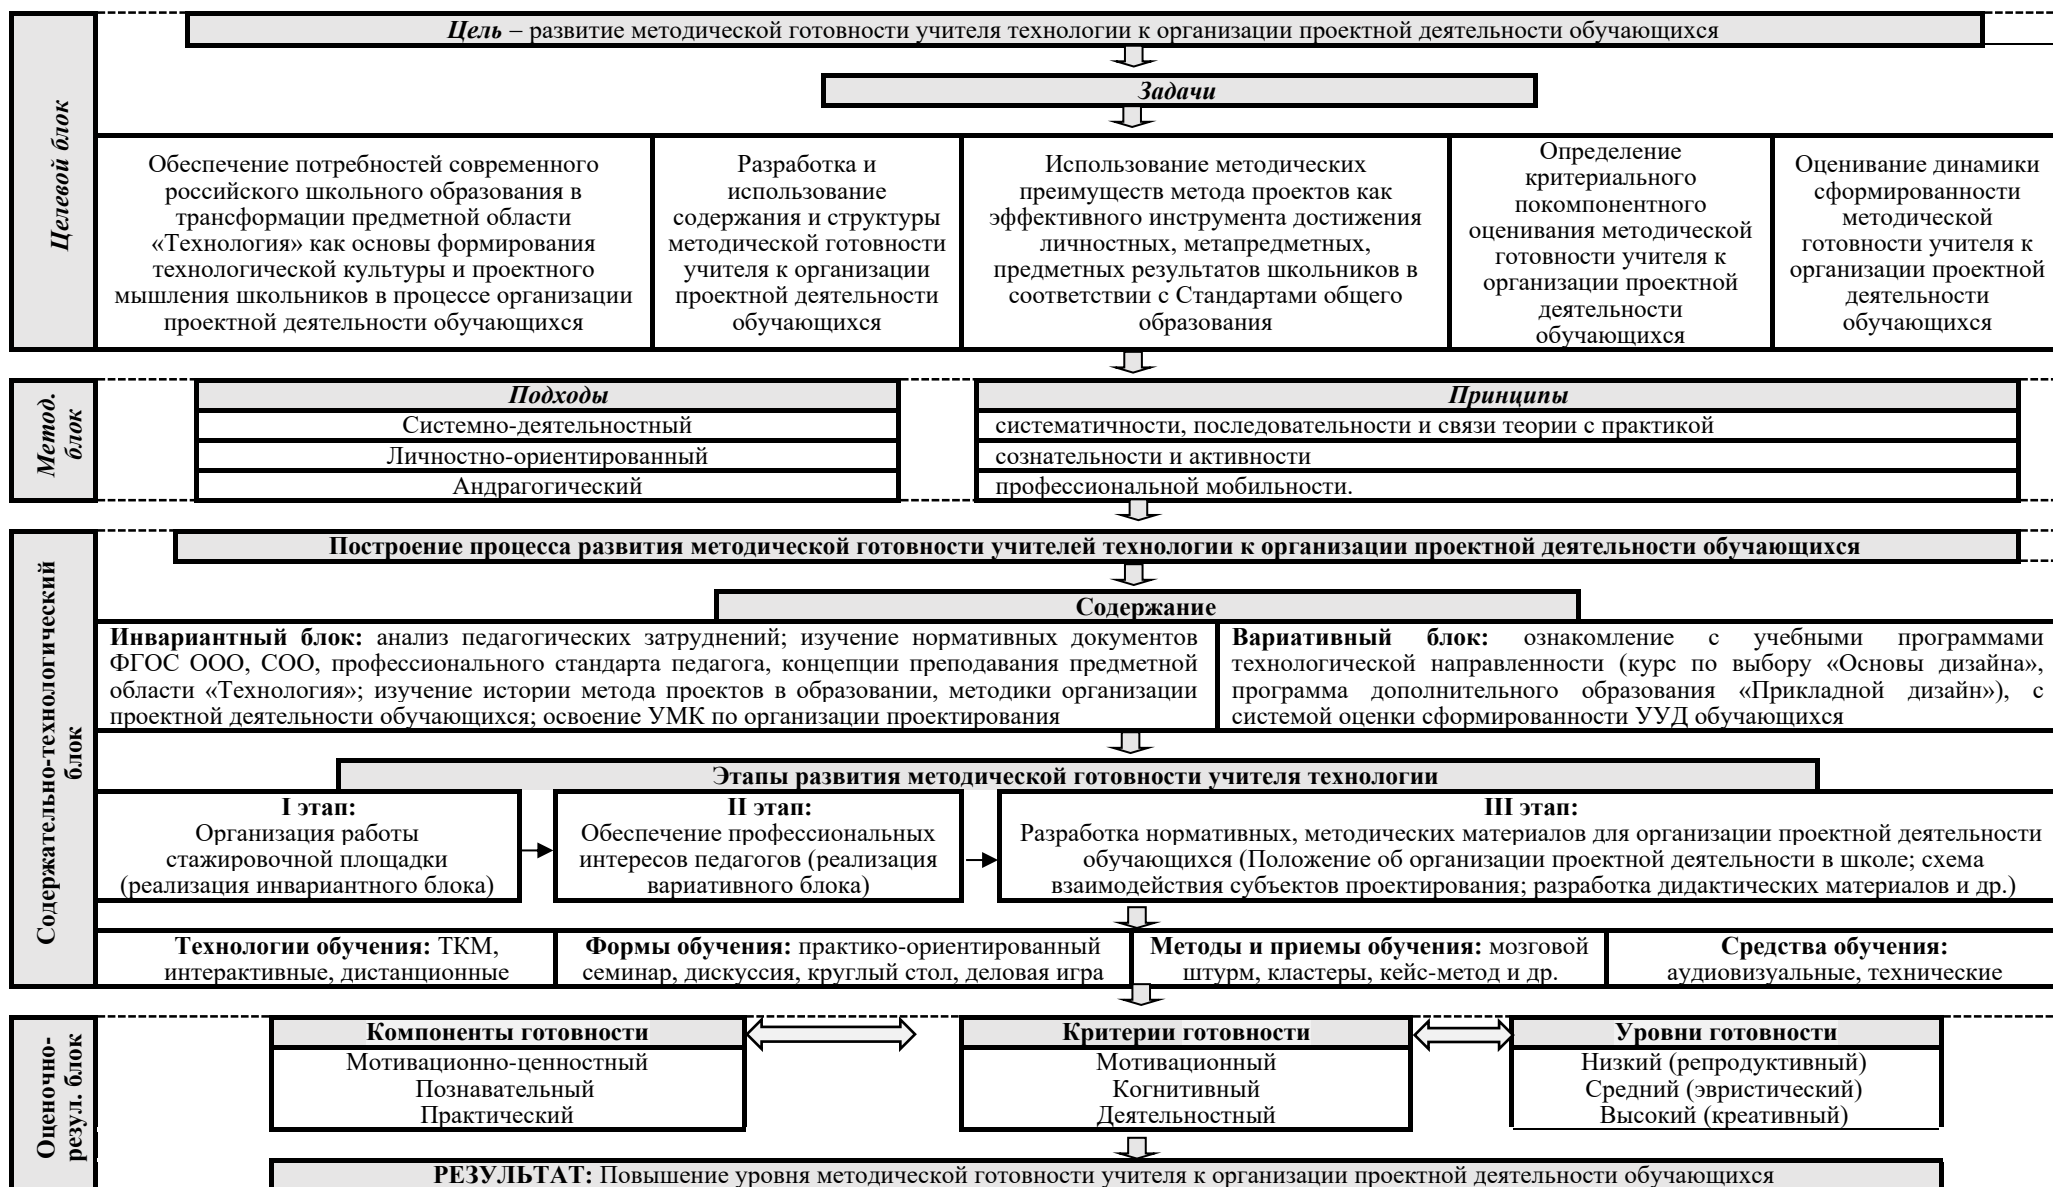 Цель – развитие методической готовности учителя технологии к организации проектной деятельности обучающихся
Задачи
Целевой блок
Обеспечение потребностей современного
российского школьного образования в
трансформации предметной области
«Технология» как основы формирования
технологической культуры и проектного
мышления школьников в процессе организации
проектной деятельности обучающихся
Разработка и
использование
содержания и структуры
методической готовности
учителя к организации
проектной деятельности
обучающихся
Использование методических
преимуществ метода проектов как
эффективного инструмента достижения
личностных, метапредметных,
предметных результатов школьников в
соответствии с Стандартами общего
образования
Определение
критериального
покомпонентного
оценивания методической
готовности учителя к
организации проектной
деятельности
обучающихся
Оценивание динамики
сформированности
методической
готовности учителя к
организации проектной
деятельности
обучающихся
Метод.
блок
Подходы
Системно-деятельностный
Личностно-ориентированный
Андрагогический
Принципы
систематичности, последовательности и связи теории с практикой
сознательности и активности
профессиональной мобильности.
Содержательно-технологический
блок
Построение процесса развития методической готовности учителей технологии к организации проектной деятельности обучающихся
Содержание
Инвариантный блок: анализ педагогических затруднений; изучение нормативных документов
ФГОС ООО, СОО, профессионального стандарта педагога, концепции преподавания предметной
области «Технология»; изучение истории метода проектов в образовании, методики организации
проектной деятельности обучающихся; освоение УМК по организации проектирования
Вариативный блок: ознакомление с учебными программами
технологической направленности (курс по выбору «Основы дизайна»,
программа дополнительного образования «Прикладной дизайн»), с
системой оценки сформированности УУД обучающихся
Этапы развития методической готовности учителя технологии
I этап:
Организация работы
стажировочной площадки
(реализация инвариантного блока)
II этап:
Обеспечение профессиональных
интересов педагогов (реализация
вариативного блока)
III этап:
Разработка нормативных, методических материалов для организации проектной деятельности
обучающихся (Положение об организации проектной деятельности в школе; схема
взаимодействия субъектов проектирования; разработка дидактических материалов и др.)
Технологии обучения: ТКМ,
интерактивные, дистанционные
Формы обучения: практико-ориентированный
семинар, дискуссия, круглый стол, деловая игра
Методы и приемы обучения: мозговой
штурм, кластеры, кейс-метод и др.
Средства обучения:
аудиовизуальные, технические
Оценочно-
резул. блок
Компоненты готовности
Мотивационно-ценностный
Познавательный
Практический
Критерии готовности
Мотивационный
Когнитивный
Деятельностный
Уровни готовности
Низкий (репродуктивный)
Средний (эвристический)
Высокий (креативный)
РЕЗУЛЬТАТ: Повышение уровня методической готовности учителя к организации проектной деятельности обучающихся